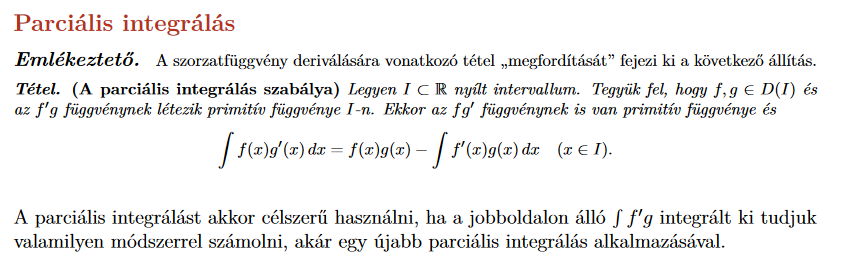 Parciális integrálás
Emlékeztető. A szorzatfüggvény deriválására vonatkozó tétel „megfordítását” fejezi ki a következő állítás.
Tétel. (A parciális integrálás szabálya) Legyen I ⊂ ℝ nyílt intervallum. Tegyük fel, hogy f, g ∈ D(I) és
az f′g függvénynek létezik primitív függvénye I-n. Ekkor az fg′ függvénynek is van primitív függvénye és
∫ f(x)g′(x) dx = f(x)g(x) − ∫ f′(x)g(x) dx (x ∈ I).
A parciális integrálást akkor célszerű használni, ha a jobboldalon álló ∫ f′g integrált ki tudjuk
valamilyen módszerrel számolni, akár egy újabb parciális integrálás alkalmazásával.